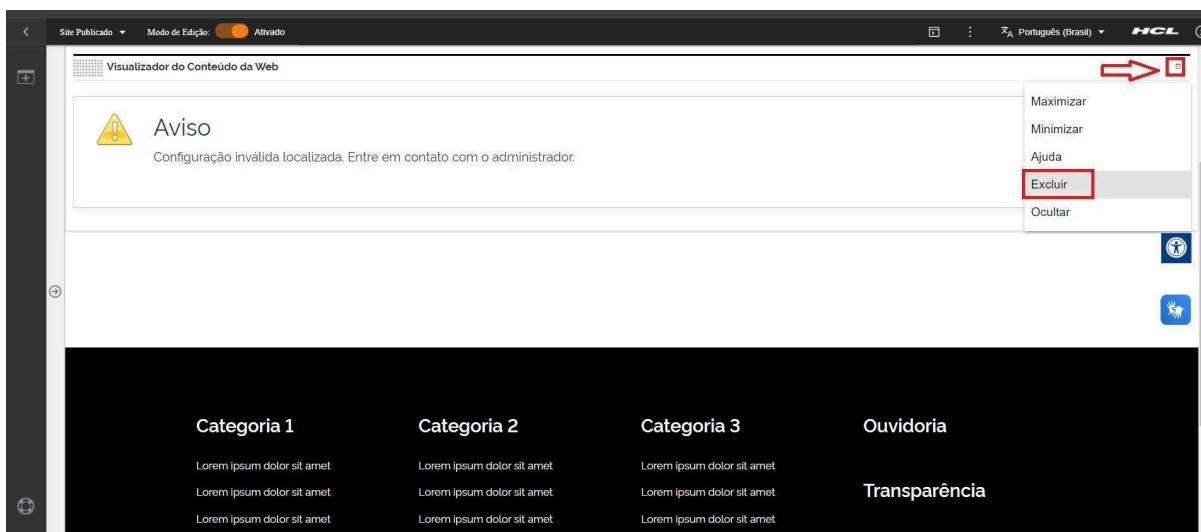 Site Publicado
Modo de Edição:
Ativado
Português (Brasil)
HCL
Visualizador do Conteúdo da Web
Aviso
Configuração inválida localizada. Entre em contato com o administrador.
Maximizar
Minimizar
Ajuda
Excluir
Ocultar
Categoria 1
Categoria 2
Categoria 3
Ouvidoria
Lorem ipsum dolor sit amet
Lorem ipsum dolor sit amet
Lorem ipsum dolor sit amet
Lorem ipsum dolor sit amet
Lorem ipsum dolor sit amet
Lorem ipsum dolor sit amet
Transparência
Lorem ipsum dolor sit amet
Lorem ipsum dolor sit amet
Lorem ipsum dolor sit amet